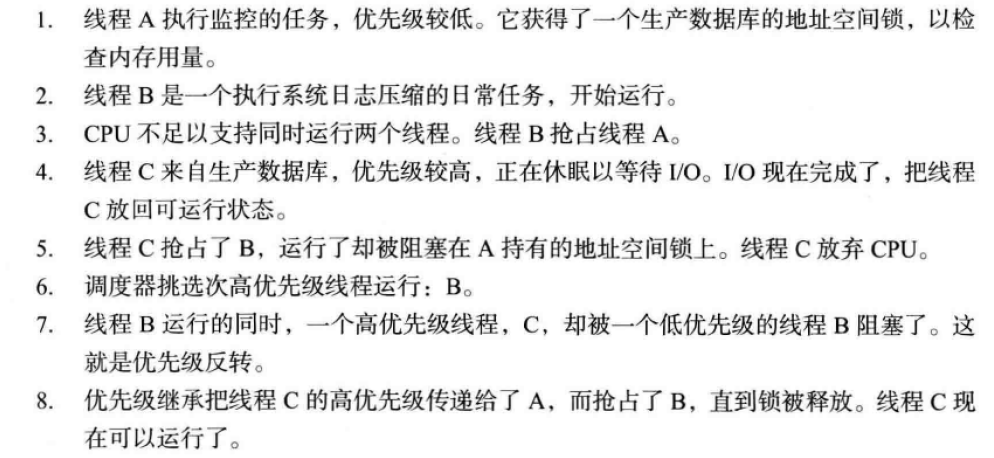 1. 线程 A 执行监控的任务，优先级较低。它获得了一个生产数据库的地址空间锁，以检
查内存用量。
2. 线程 B 是一个执行系统日志压缩的日常任务，开始运行。
3. CPU 不足以支持同时运行两个线程。线程 B 抢占线程 A。
4. 线程 C 来自生产数据库，优先级较高，正在休眠以等待 I/O。I/O 现在完成了，把线程
C 放回可运行状态。
5. 线程 C 抢占了 B，运行了却被阻塞在 A 持有的地址空间锁上。线程 C 放弃 CPU。
6. 调度器挑选次高优先级线程运行：B。
7. 线程 B 运行的同时，一个高优先级线程，C，却被一个低优先级的线程 B 阻塞了。这
就是优先级反转。
8. 优先级继承把线程 C 的高优先级传递给了 A，而抢占了 B，直到锁被释放。线程 C 现
在可以运行了。